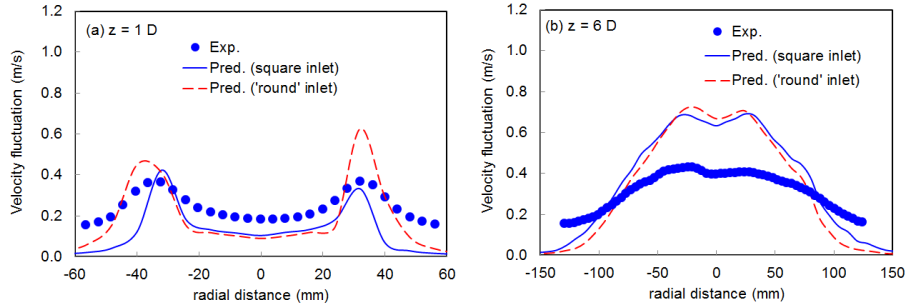 (a) z = 1 D
Exp.
Pred. (square inlet)
Pred. ('round' inlet)
Velocity fluctuation (m/s)
1.2
1.0
0.8
0.6
0.4
0.2
0.0
-60 -40 -20 0 20 40 60
radial distance (mm)
(b) z = 6 D
Exp.
Pred. (square inlet)
Pred. ('round' inlet)
Velocity fluctuation (m/s)
1.2
1.0
0.8
0.6
0.4
0.2
0.0
-150 -100 -50 0 50 100 150
radial distance (mm)